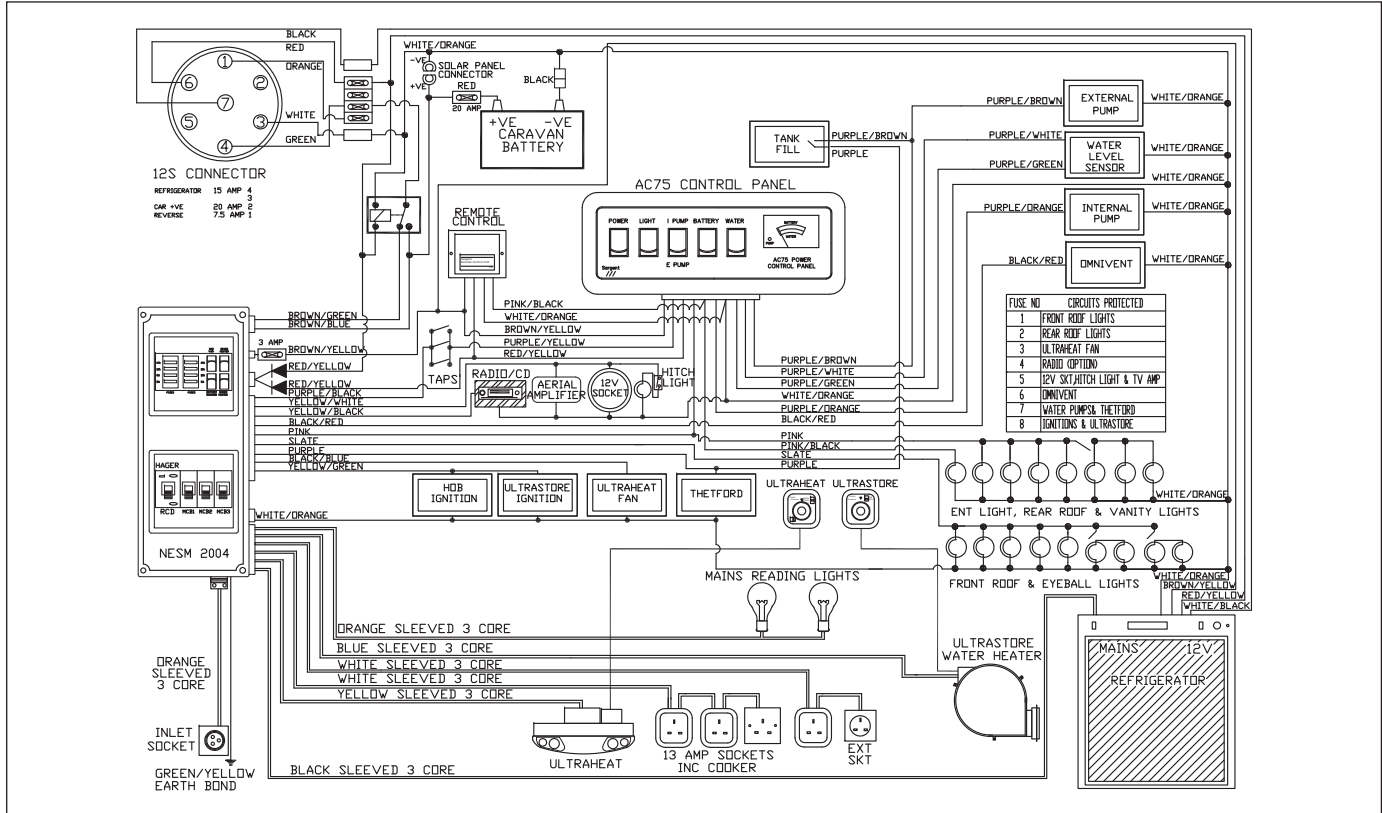 BLACK
RED
ORANGE
WHITE
GREEN
1
2
3
4
5
6
7
12S CONNECTOR
REFRIGERATOR 15 AMP 4
3
CAR +VE 20 AMP 2
REVERSE 7.5 AMP 1
WHITE/ORANGE
-VE
SOLAR PANEL
CONNECTOR
+VE
RED
20 AMP
BLACK
+VE -VE
CARAVAN
BATTERY
REMOTE
CONTROL
AC75 CONTROL PANEL
POWER LIGHT I PUMP BATTERY WATER
E PUMP
Sargent
BATTERY
WATER
PUMP
AC75 POWER
CONTROL PANEL
TANK
FILL
PURPLE/BROWN
PURPLE
PURPLE/BROWN
EXTERNAL
PUMP
WHITE/ORANGE
PURPLE/WHITE
WATER
LEVEL
SENSOR
WHITE/ORANGE
PURPLE/GREEN
WHITE/ORANGE
PURPLE/ORANGE
INTERNAL
PUMP
WHITE/ORANGE
BLACK/RED
OMNIVENT
WHITE/ORANGE
FUSE NO CIRCUITS PROTECTED
1 FRONT ROOF LIGHTS
2 REAR ROOF LIGHTS
3 ULTRAHEAT FAN
4 RADIO (OPTION)
5 12V SKT,HITCH LIGHT & TV AMP
6 OMNIVENT
7 WATER PUMPS& THETFORD
8 IGNITIONS & ULTRASTORE
PINK/BLACK
WHITE/ORANGE
BROWN/YELLOW
PURPLE/YELLOW
RED/YELLOW
BROWN/GREEN
BROWN/BLUE
3 AMP
BROWN/YELLOW
RED/YELLOW
RED/YELLOW
PURPLE/BLACK
YELLOW/WHITE
YELLOW/BLACK
BLACK/RED
PINK
SLATE
PURPLE
BLACK/BLUE
YELLOW/GREEN
TAPS
RADIO/CD
AERIAL
AMPLIFIER
12V
SOCKET
HITCH
LIGHT
PURPLE/BROWN
PURPLE/WHITE
PURPLE/GREEN
WHITE/ORANGE
PURPLE/ORANGE
BLACK/RED
PINK
PINK/BLACK
SLATE
PURPLE
HAGER
RCD MCB1 MCB2 MCB3
NESM 2004
WHITE/ORANGE
HOB
IGNITION
ULTRASTORE
IGNITION
ULTRAHEAT
FAN
THETFORD
ULTRAHEAT
ULTRASTORE
WHITE/ORANGE
ENT LIGHT, REAR ROOF & VANITY LIGHTS
FRONT ROOF & EYEBALL LIGHTS
WHITE/ORANGE
BROWN/YELLOW
RED/YELLOW
WHITE/BLACK
MAINS READING LIGHTS
ORANGE SLEEVED 3 CORE
BLUE SLEEVED 3 CORE
WHITE SLEEVED 3 CORE
WHITE SLEEVED 3 CORE
YELLOW SLEEVED 3 CORE
BLACK SLEEVED 3 CORE
ORANGE
SLEEVED
3 CORE
INLET
SOCKET
GREEN/YELLOW
EARTH BOND
ULTRAHEAT
13 AMP SOCKETS
INC COOKER
EXT
SKT
ULTRASTORE
WATER HEATER
MAINS 12V
REFRIGERATOR